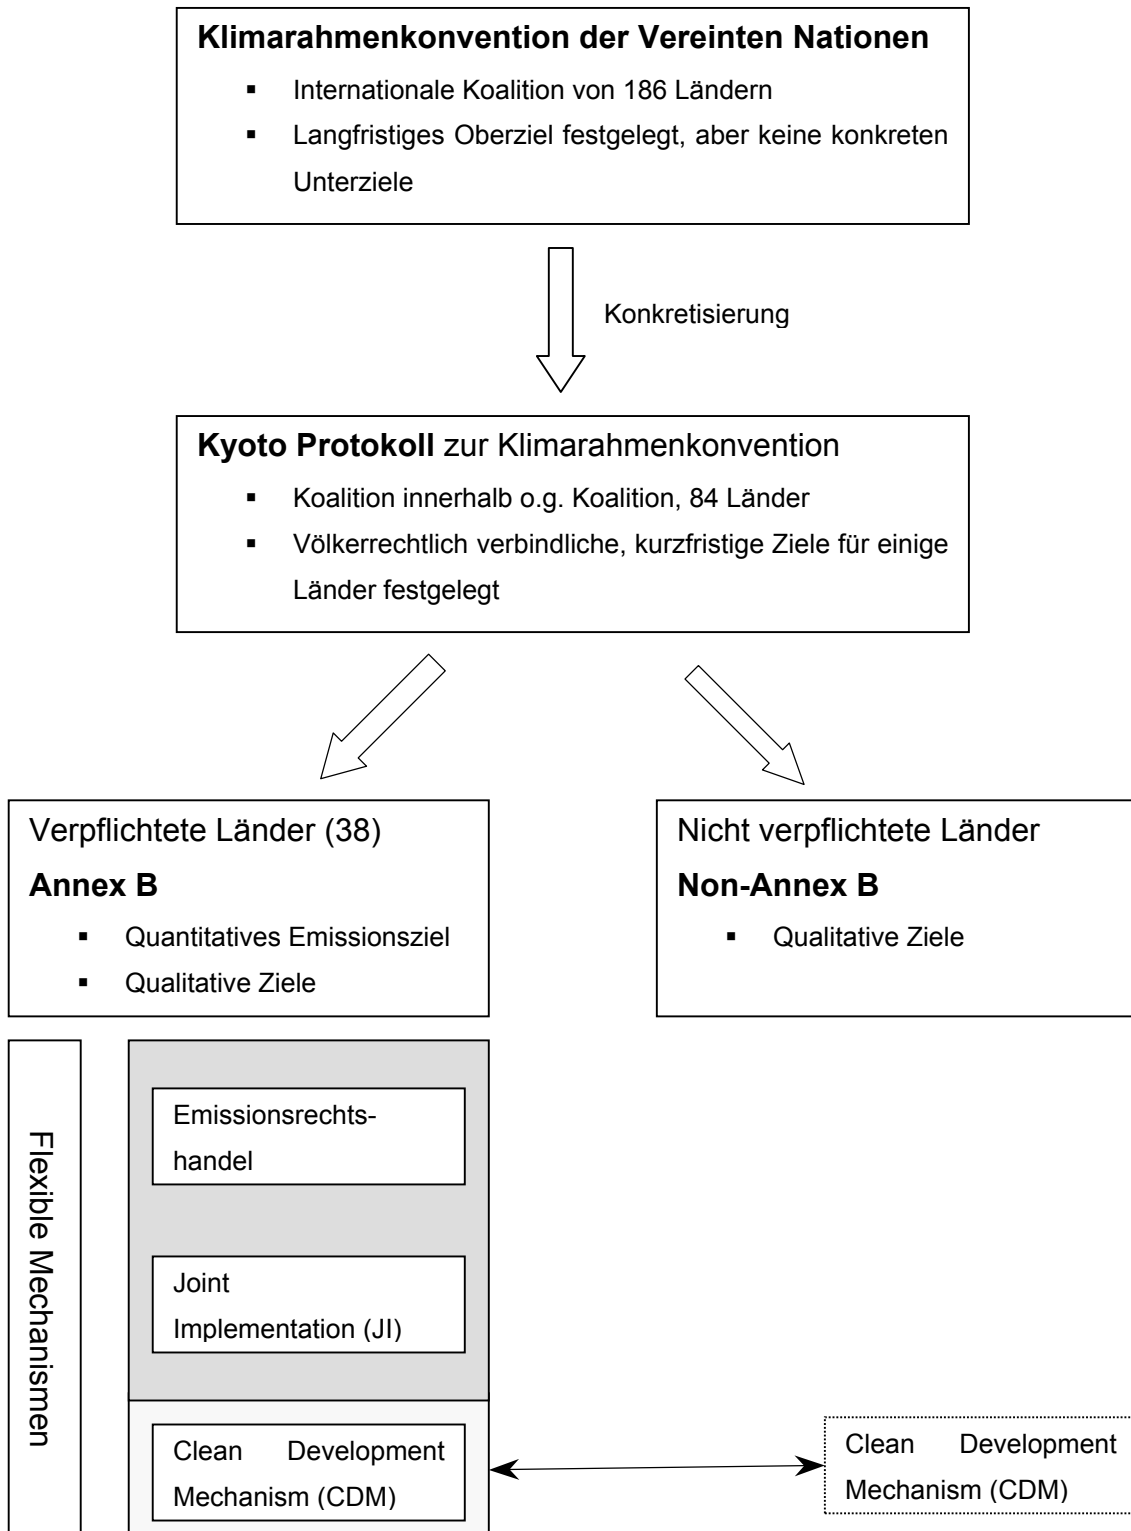 Klimarahmenkonvention der Vereinten Nationen
▪ Internationale Koalition von 186 Ländern
▪ Langfristiges Oberziel festgelegt, aber keine konkreten
Unterziele
Konkretisierung
Kyoto Protokoll zur Klimarahmenkonvention
▪ Koalition innerhalb o.g. Koalition, 84 Länder
▪ Völkerrechtlich verbindliche, kurzfristige Ziele für einige
Länder festgelegt
Verpflichtete Länder (38)
Annex B
▪ Quantitatives Emissionsziel
▪ Qualitative Ziele
Nicht verpflichtete Länder
Non-Annex B
▪ Qualitative Ziele
Flexible Mechanismen
Emissionsrechts-
handel
Joint
Implementation (JI)
Clean Development
Mechanism (CDM)
Clean Development
Mechanism (CDM)